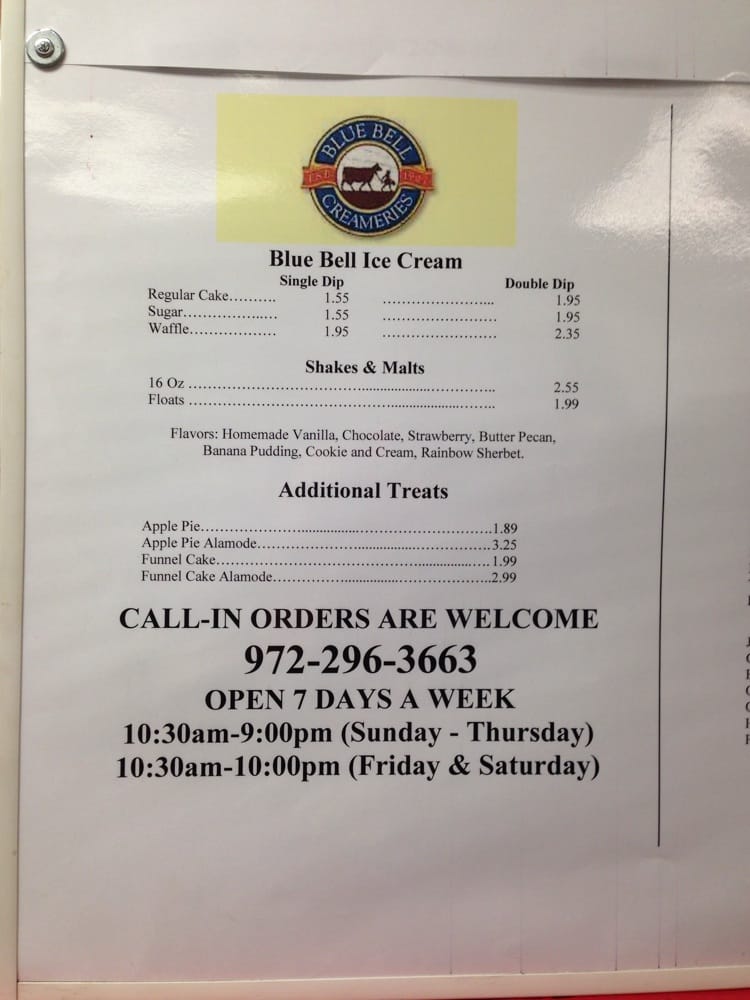 BLUE BELL
CREAMERIES
Blue Bell Ice Cream
Single Dip Double Dip
Regular Cake.......... 1.55 ......................... 1.95
Sugar..................... 1.55 ......................... 1.95
Waffle................... 1.95 ......................... 2.35
Shakes & Malts
16 Oz ........................................................................ 2.55
Floats ........................................................................ 1.99
Flavors: Homemade Vanilla, Chocolate, Strawberry, Butter Pecan,
Banana Pudding, Cookie and Cream, Rainbow Sherbet.
Additional Treats
Apple Pie....................................................................1.89
Apple Pie Alamode.......................................................3.25
Funnel Cake................................................................1.99
Funnel Cake Alamode...................................................2.99
CALL-IN ORDERS ARE WELCOME
972-296-3663
OPEN 7 DAYS A WEEK
10:30am-9:00pm (Sunday - Thursday)
10:30am-10:00pm (Friday & Saturday)